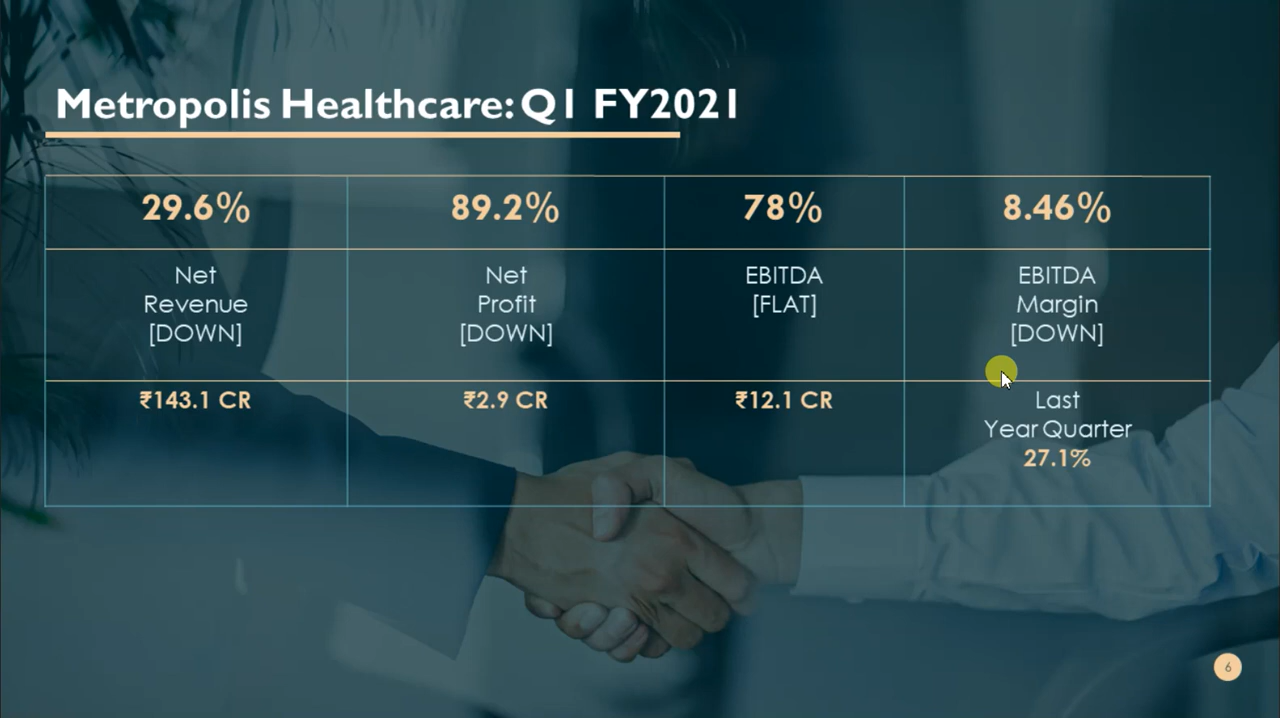 Metropolis Healthcare: Q1 FY2021
29.6%
89.2%
78%
8.46%
Net
Revenue
[DOWN]
Net
Profit
[DOWN]
EBITDA
[FLAT]
EBITDA
Margin
[DOWN]
₹143.1 CR
₹2.9 CR
₹12.1 CR
Last
Year Quarter
27.1%
6